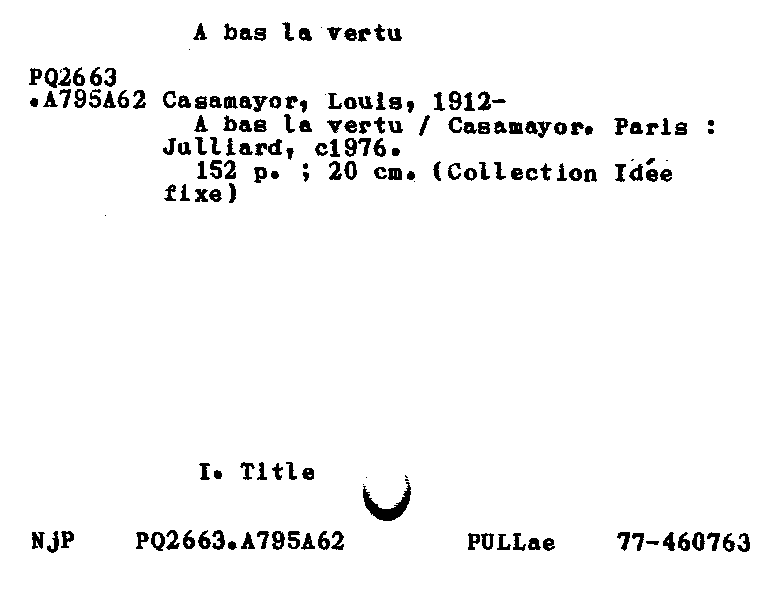 A bas la vertu
PQ2663
.A795A62 Casamayor, Louis, 1912-
A bas la vertu / Casamayor. Paris :
Julliard, c1976.
152 p. ; 20 cm. (Collection Idée
fixe)
I. Title
NjP PQ2663.A795A62 PULLae 77-460763